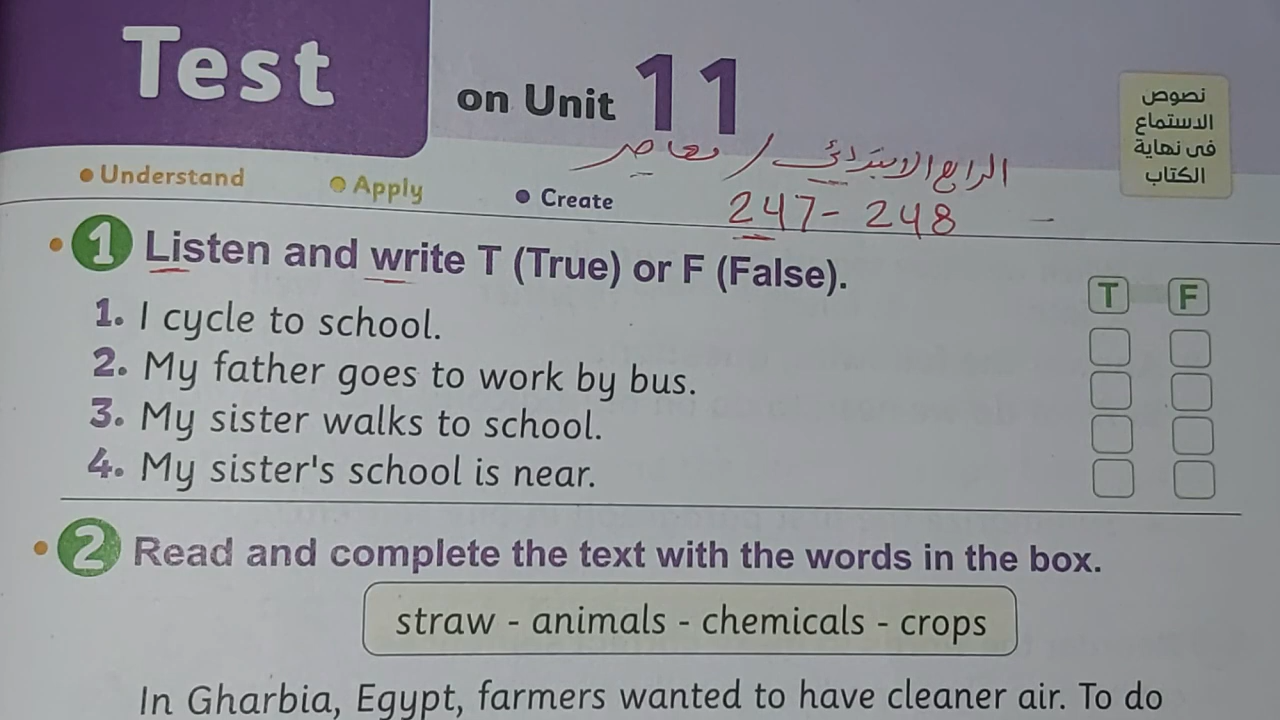 Test
on Unit 11
نصوص
الاستماع
فى نهاية
الكتاب
الرابع الابتدائي / معاصر
247 - 248
Understand
Apply
Create
1 Listen and write T (True) or F (False).
T F
1. I cycle to school.
2. My father goes to work by bus.
3. My sister walks to school.
4. My sister's school is near.
2 Read and complete the text with the words in the box.
straw - animals - chemicals - crops
In Gharbia, Egypt, farmers wanted to have cleaner air. To do